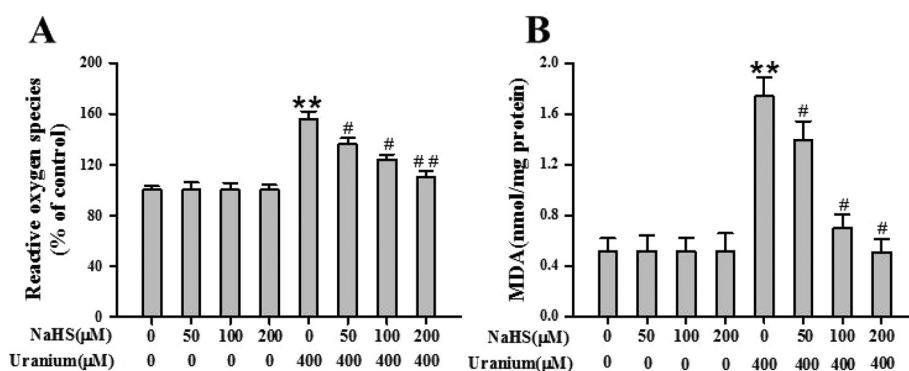 A
B
Reactive oxygen species
(% of control)
200
160
120
80
40
0
**
#
#
##
NaHS(μM) 0 50 100 200 0 50 100 200
Uranium(μM) 0 0 0 0 400 400 400 400
MDA(nmol/mg protein)
2.0
1.6
1.2
0.8
0.4
0.0
**
#
#
#
NaHS(μM) 0 50 100 200 0 50 100 200
Uranium(μM) 0 0 0 0 400 400 400 400